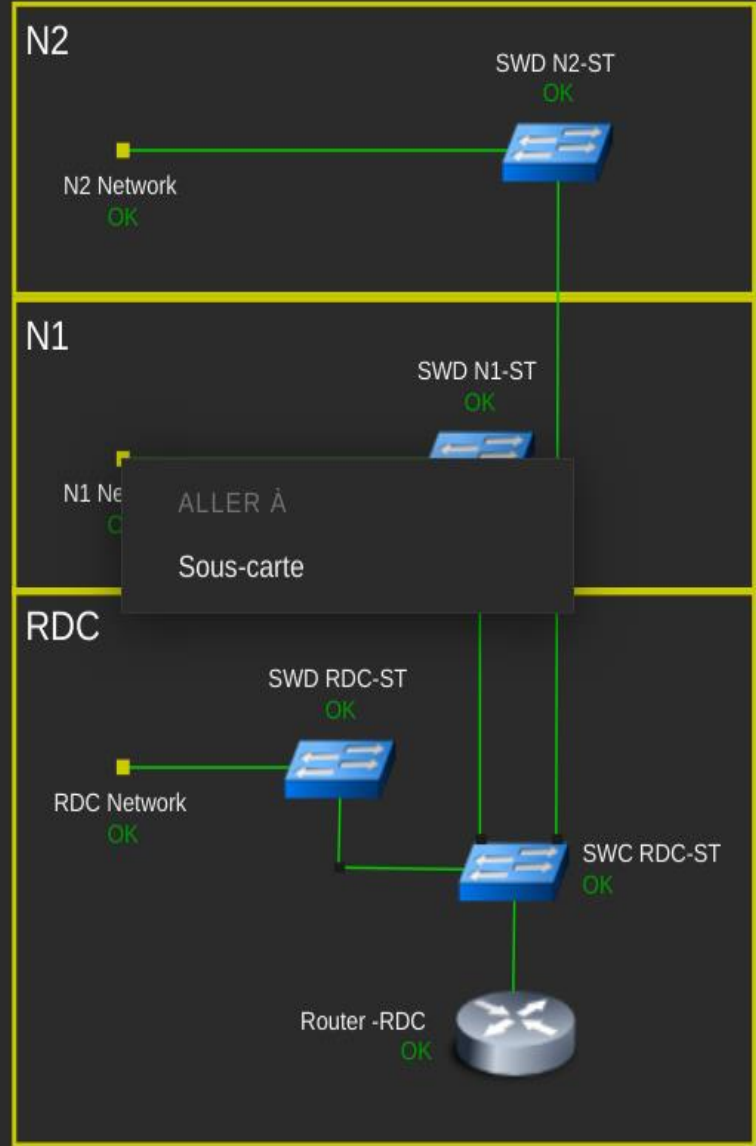 N2
SWD N2-ST
OK
N2 Network
OK
N1
SWD N1-ST
OK
N1
ALLER À
Sous-carte
RDC
SWD RDC-ST
OK
RDC Network
OK
SWC RDC-ST
OK
Router -RDC
OK